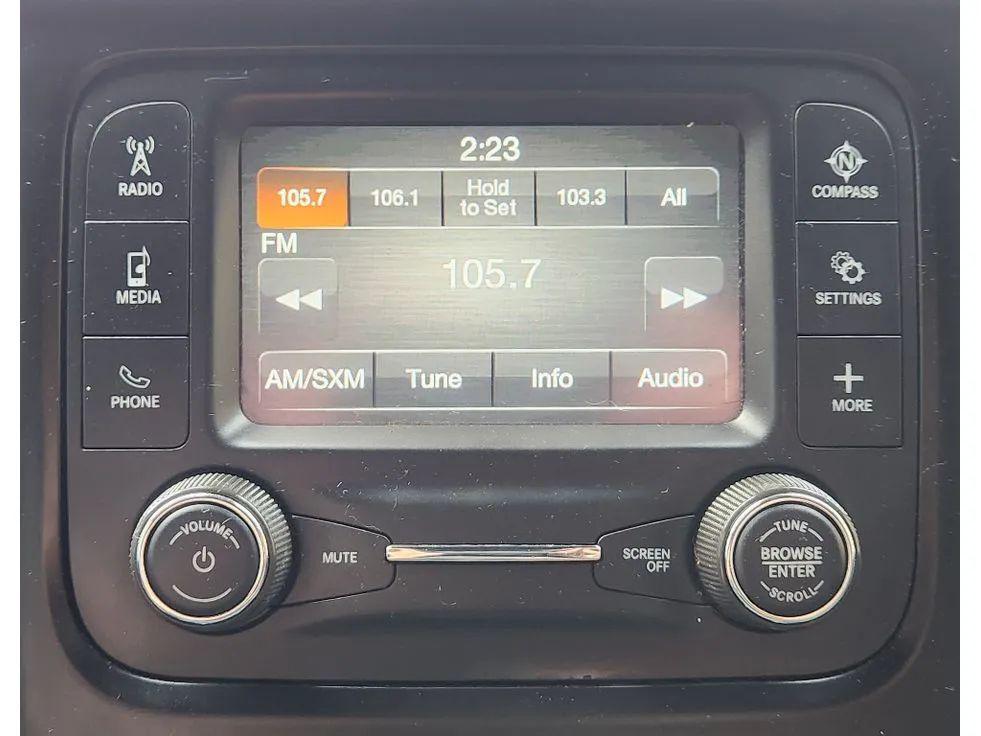 2:23
105.7
106.1
Hold
to Set
103.3
All
FM
105.7
AM/SXM
Tune
Info
Audio
RADIO
MEDIA
PHONE
N
COMPASS
SETTINGS
MORE
VOLUME
MUTE
SCREEN
OFF
TUNE
BROWSE
ENTER
SCROLL